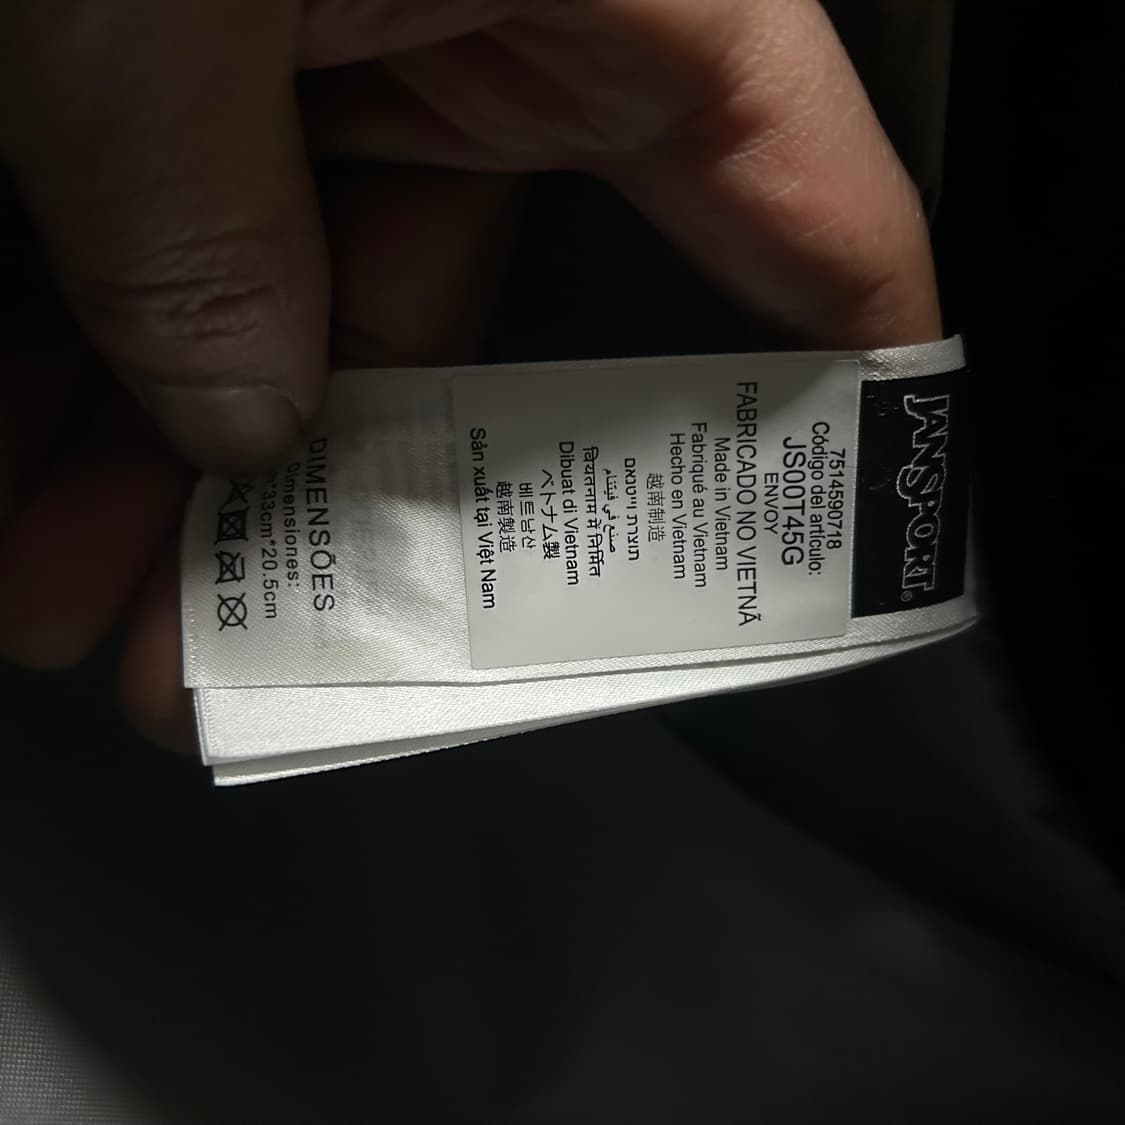 JANSPORT®
7514590718
Código del artículo:
JS00T45G
ENVOY
FABRICADO NO VIETNÃ
Made in Vietnam
Fabriqué au Vietnam
Hecho en Vietnam
越南制造
תוצרת וייטנאם
صنع في فيتنام
वियतनाम में निर्मित
Dibuat di Vietnam
ベトナム製
베트남산
越南製造
Sản xuất tại Việt Nam
DIMENSÕES
Dimensiones:
*33cm*20.5cm